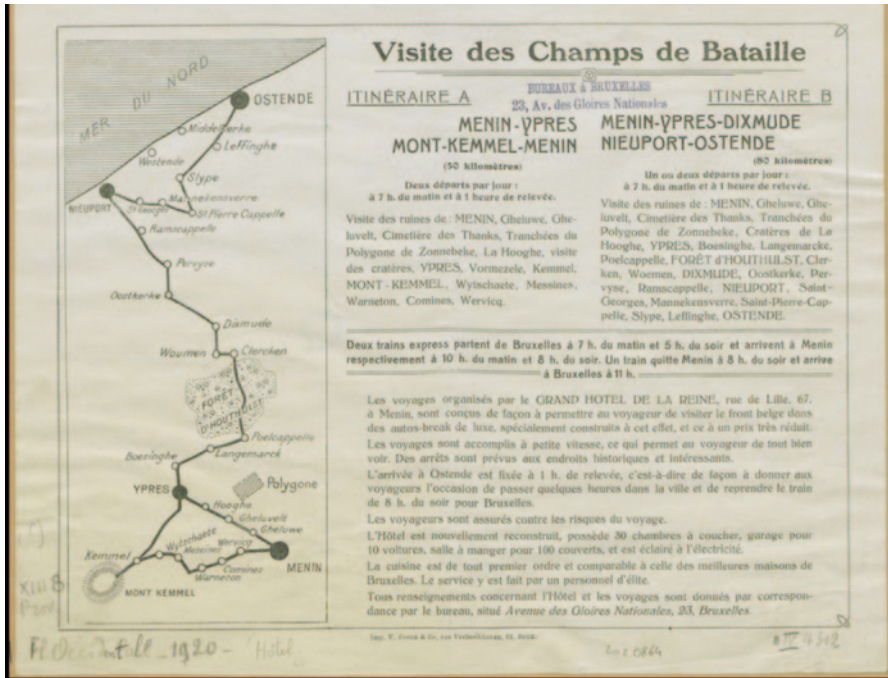 Visite des Champs de Bataille
BUREAUX à BRUXELLES
23, Av. des Gloires Nationales
ITINÉRAIRE A
MENIN-YPRES
MONT-KEMMEL-MENIN
(50 kilomètres)
Deux départs par jour :
à 7 h. du matin et à 1 heure de relevée.
Visite des ruines de : MENIN, Gheluwe, Ghe-
luvelt, Cimetière des Thanks, Tranchées du
Polygone de Zonnebeke, La Hooghe, visite
des cratères, YPRES, Vormezele, Kemmel,
MONT-KEMMEL, Wytschaete, Messines,
Warneton, Comines, Wervicq.
ITINÉRAIRE B
MENIN-YPRES-DIXMUDE
NIEUPORT-OSTENDE
(80 kilomètres)
Un ou deux départs par jour :
à 7 h. du matin et à 1 heure de relevée.
Visite des ruines de : MENIN, Gheluwe, Ghe-
luvelt, Cimetière des Thanks, Tranchées du
Polygone de Zonnebeke, Cratères de La
Hooghe, YPRES, Boesinghe, Langemarcke,
Poelcappelle, FORÊT d'HOUTHULST, Cler-
ken, Woemen, DIXMUDE, Oostkerke, Per-
vyse, Ramscappelle, NIEUPORT, Saint-
Georges, Mannekensverre, Saint-Pierre-Cap-
pelle, Slype, Leffinghe, OSTENDE.
Deux trains express partent de Bruxelles à 7 h. du matin et 5 h. du soir et arrivent à Menin
respectivement à 10 h. du matin et 8 h. du soir. Un train quitte Menin à 8 h. du soir et arrive
à Bruxelles à 11 h.
Les voyages organisés par le GRAND HOTEL DE LA REINE, rue de Lille, 67,
à Menin, sont conçus de façon à permettre au voyageur de visiter le front belge dans
des autos-break de luxe, spécialement construits à cet effet, et ce à un prix très réduit.
Les voyages sont accomplis à petite vitesse, ce qui permet au voyageur de tout bien
voir. Des arrêts sont prévus aux endroits historiques et intéressants.
L'arrivée à Ostende est fixée à 1 h. de relevée, c'est-à-dire de façon à donner aux
voyageurs l'occasion de passer quelques heures dans la ville et de reprendre le train
de 8 h. du soir pour Bruxelles.
Les voyageurs sont assurés contre les risques du voyage.
L'Hôtel est nouvellement reconstruit, possède 50 chambres à coucher, garage pour
10 voitures, salle à manger pour 100 couverts, et est éclairé à l'électricité.
La cuisine est de tout premier ordre et comparable à celle des meilleures maisons de
Bruxelles. Le service y est fait par un personnel d'élite.
Tous renseignements concernant l'Hôtel et les voyages sont donnés par correspon-
dance par le bureau, situé Avenue des Gloires Nationales, 23, Bruxelles.
MER DU NORD
OSTENDE
Middelkerke
Leffinghe
Westende
Slype
Mannekensverre
NIEUPORT
St Georges
St Pierre Cappelle
Ramscappelle
Pervyse
Oostkerke
Dixmude
Woumen
Clercken
FORÊT
D'HOUTHULST
Poelcappelle
Langemarck
Boesinghe
YPRES
Polygone
Hooghe
Gheluvelt
Gheluwe
Wytschaete
Messines
Wervicq
Kemmel
Comines
Warneton
MENIN
MONT KEMMEL
XIII B
1920 - Hôtel